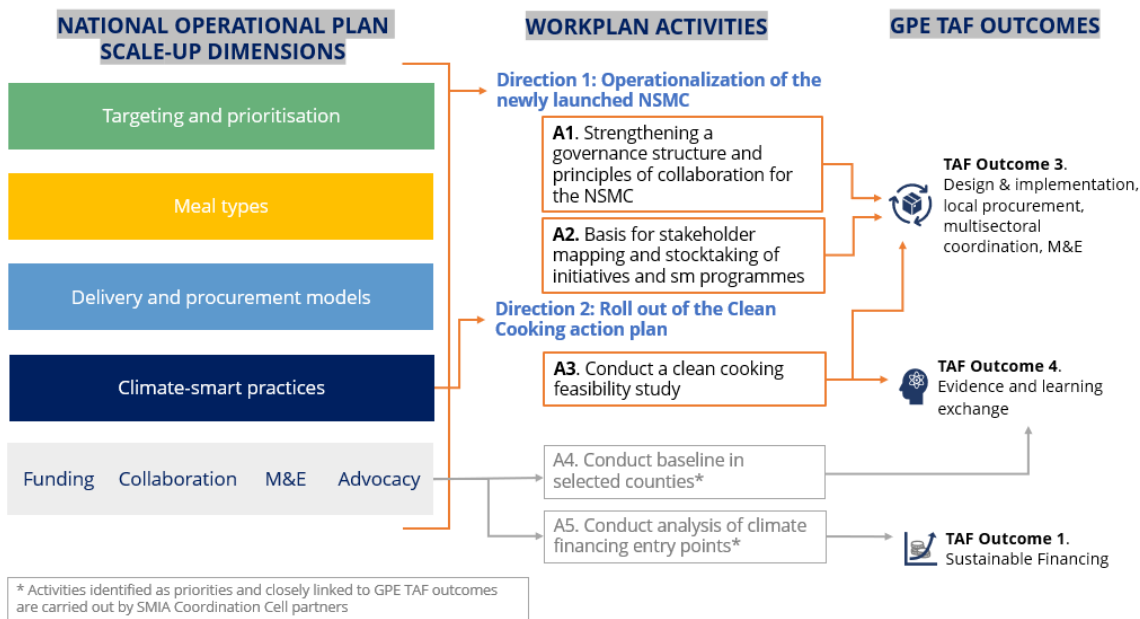 NATIONAL OPERATIONAL PLAN
SCALE-UP DIMENSIONS
Targeting and prioritisation
Meal types
Delivery and procurement models
Climate-smart practices
Funding Collaboration M&E Advocacy
* Activities identified as priorities and closely linked to GPE TAF outcomes
are carried out by SMIA Coordination Cell partners
WORKPLAN ACTIVITIES
Direction 1: Operationalization of the
newly launched NSMC
A1. Strengthening a
governance structure and
principles of collaboration for
the NSMC
A2. Basis for stakeholder
mapping and stocktaking of
initiatives and sm programmes
Direction 2: Roll out of the Clean
Cooking action plan
A3. Conduct a clean cooking
feasibility study
A4. Conduct baseline in
selected counties*
A5. Conduct analysis of climate
financing entry points*
GPE TAF OUTCOMES
TAF Outcome 3.
Design & implementation,
local procurement,
multisectoral
coordination, M&E
TAF Outcome 4.
Evidence and learning
exchange
TAF Outcome 1.
Sustainable Financing